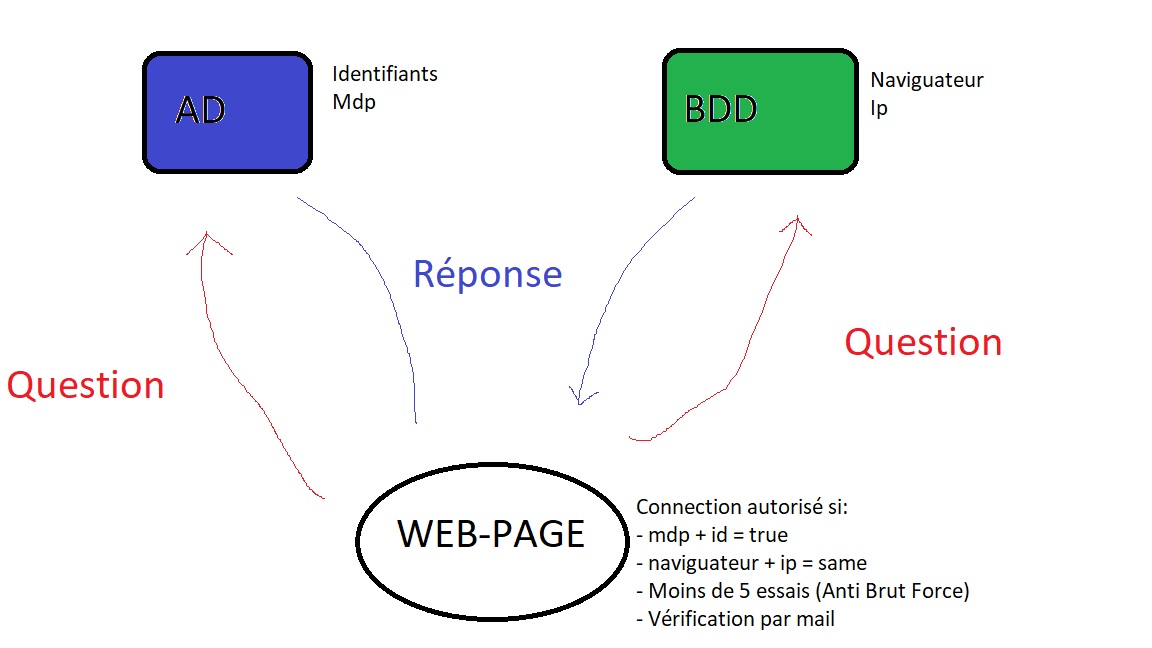 AD
Identifiants
Mdp
BDD
Naviguateur
Ip
Réponse
Question
Question
WEB-PAGE
Connection autorisé si:
- mdp + id = true
- naviguateur + ip = same
- Moins de 5 essais (Anti Brut Force)
- Vérification par mail